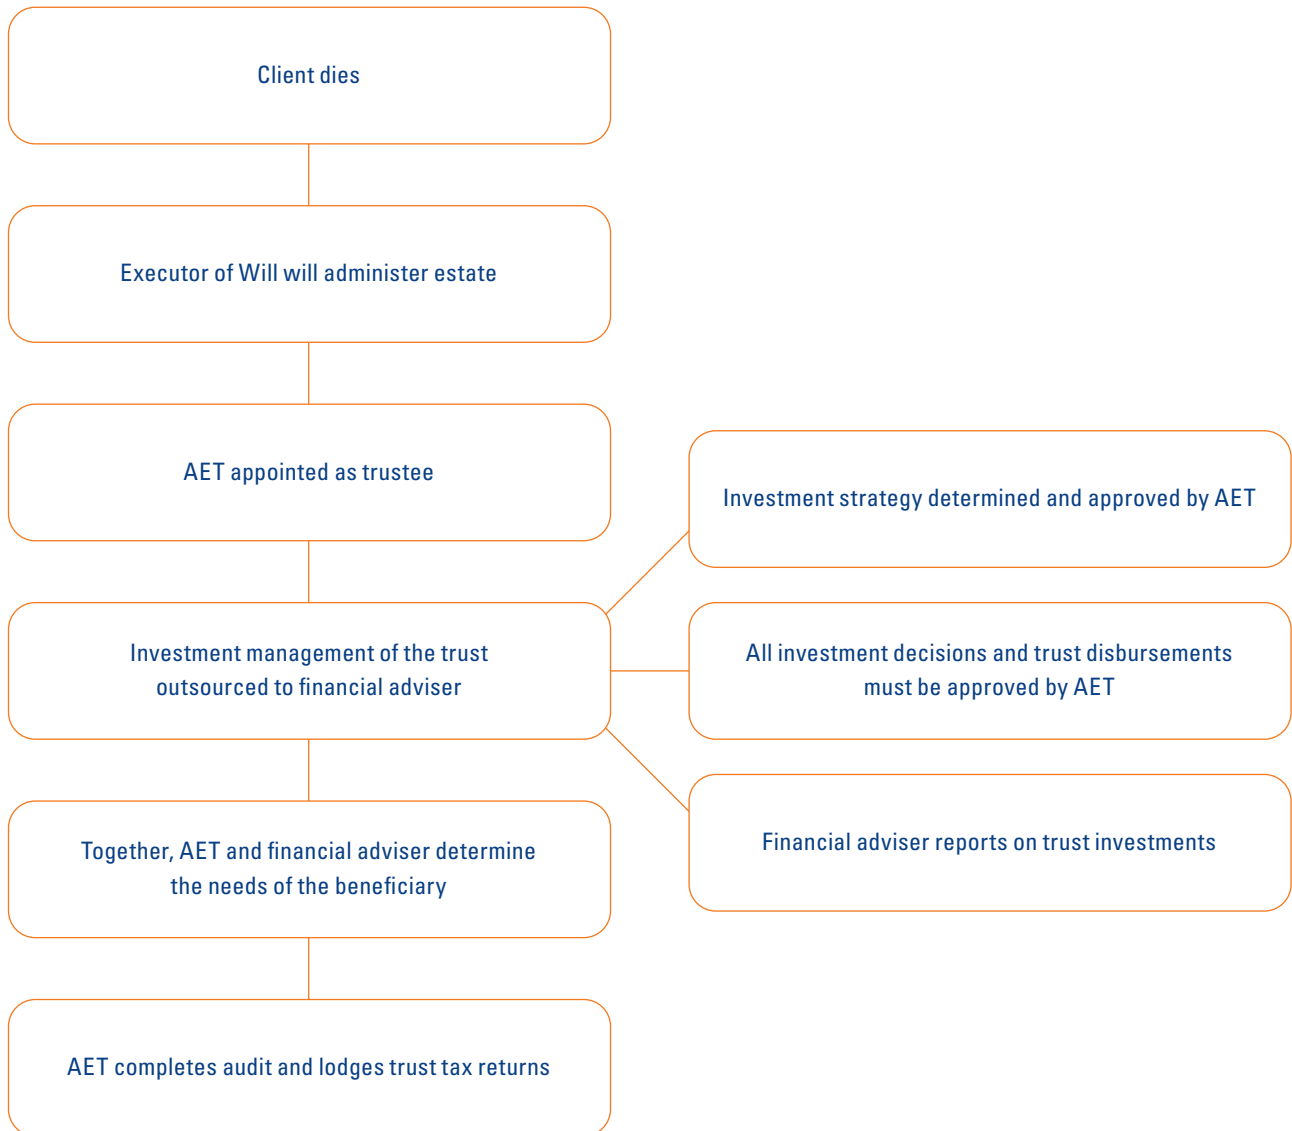 Client dies
Executor of Will will administer estate
AET appointed as trustee
Investment management of the trust
outsourced to financial adviser
Investment strategy determined and approved by AET
All investment decisions and trust disbursements
must be approved by AET
Financial adviser reports on trust investments
Together, AET and financial adviser determine
the needs of the beneficiary
AET completes audit and lodges trust tax returns